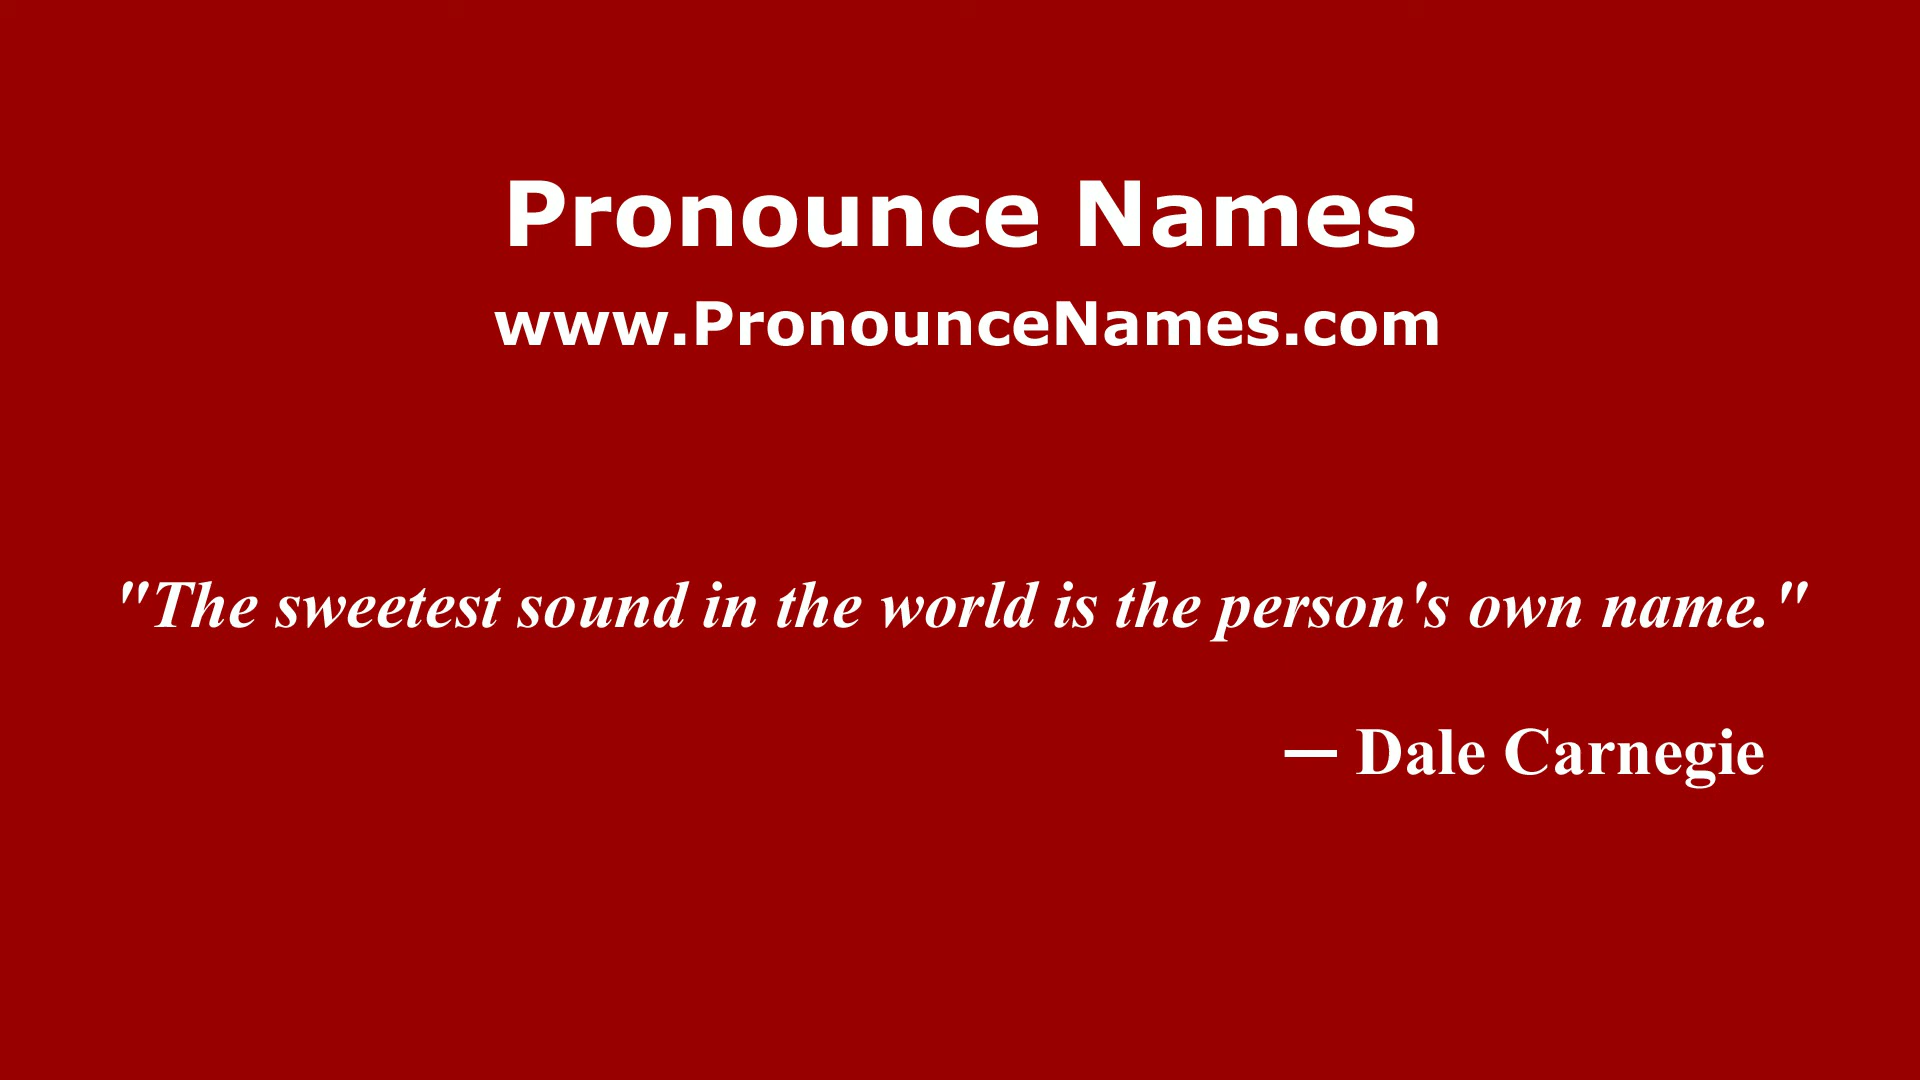 Pronounce Names
www.PronounceNames.com
"The sweetest sound in the world is the person's own name."
— Dale Carnegie